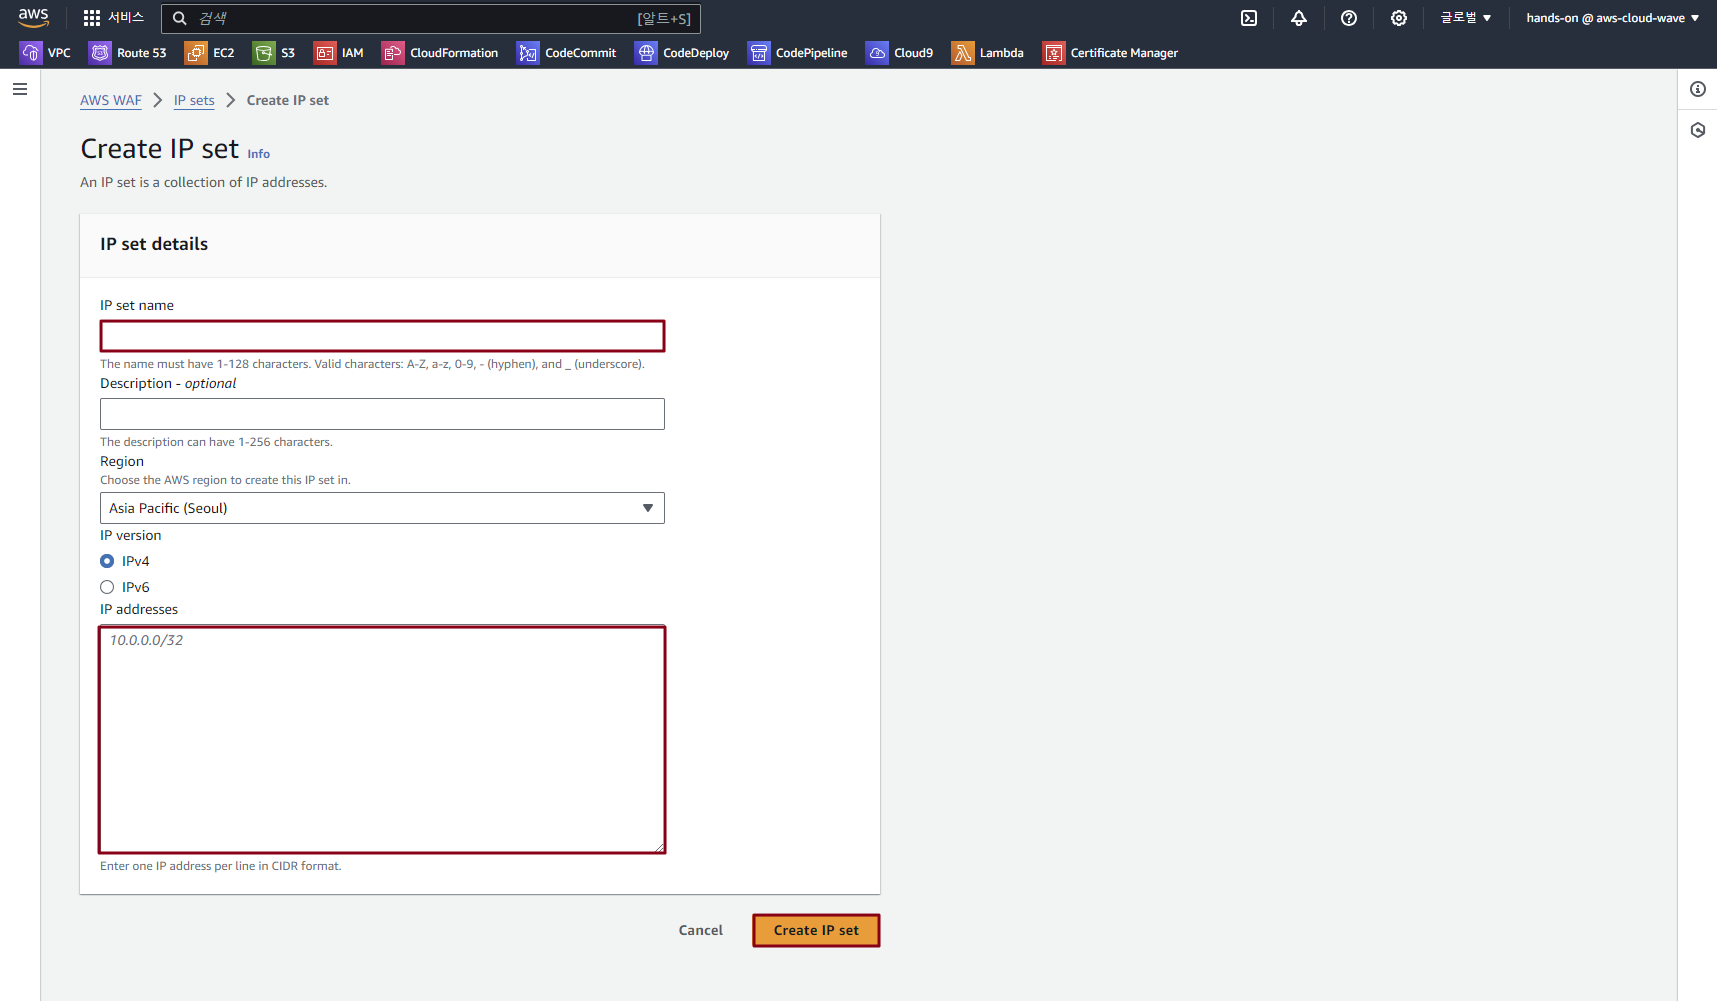 aws 서비스 검색 [알트+S] 글로벌 hands-on @ aws-cloud-wave
VPC Route 53 EC2 S3 IAM CloudFormation CodeCommit CodeDeploy CodePipeline Cloud9 Lambda Certificate Manager
AWS WAF IP sets Create IP set
Create IP set Info
An IP set is a collection of IP addresses.
IP set details
IP set name
The name must have 1-128 characters. Valid characters: A-Z, a-z, 0-9, - (hyphen), and _ (underscore).
Description - optional
The description can have 1-256 characters.
Region
Choose the AWS region to create this IP set in.
Asia Pacific (Seoul)
IP version
IPv4
IPv6
IP addresses
10.0.0.0/32
Enter one IP address per line in CIDR format.
Cancel Create IP set